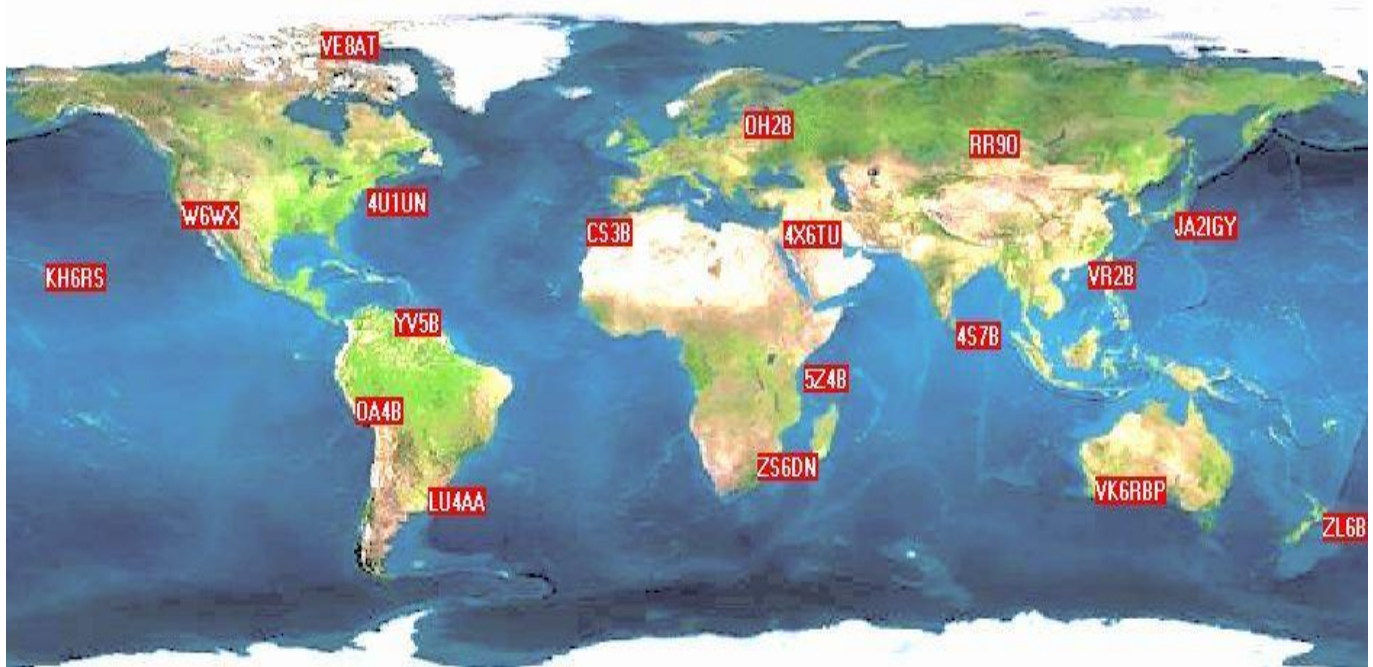 VE8AT
OH2B
RR9O
4U1UN
W6WX
CS3B
4X6TU
JA2IGY
KH6RS
VR2B
YV5B
4S7B
5Z4B
OA4B
ZS6DN
VK6RBP
LU4AA
ZL6B